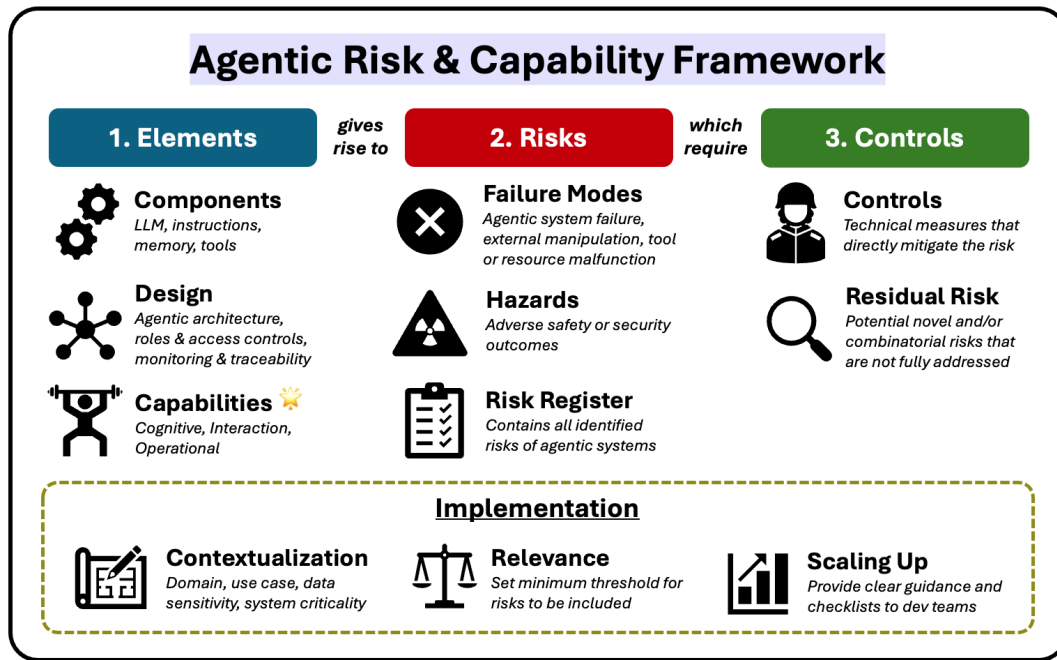 Agentic Risk & Capability Framework
1. Elements
gives
rise to
2. Risks
which
require
3. Controls
Components
LLM, instructions,
memory, tools
Design
Agentic architecture,
roles & access controls,
monitoring & traceability
Capabilities
Cognitive, Interaction,
Operational
Failure Modes
Agentic system failure,
external manipulation, tool
or resource malfunction
Hazards
Adverse safety or security
outcomes
Risk Register
Contains all identified
risks of agentic systems
Controls
Technical measures that
directly mitigate the risk
Residual Risk
Potential novel and/or
combinatorial risks that
are not fully addressed
Implementation
Contextualization
Domain, use case, data
sensitivity, system criticality
Relevance
Set minimum threshold for
risks to be included
Scaling Up
Provide clear guidance and
checklists to dev teams